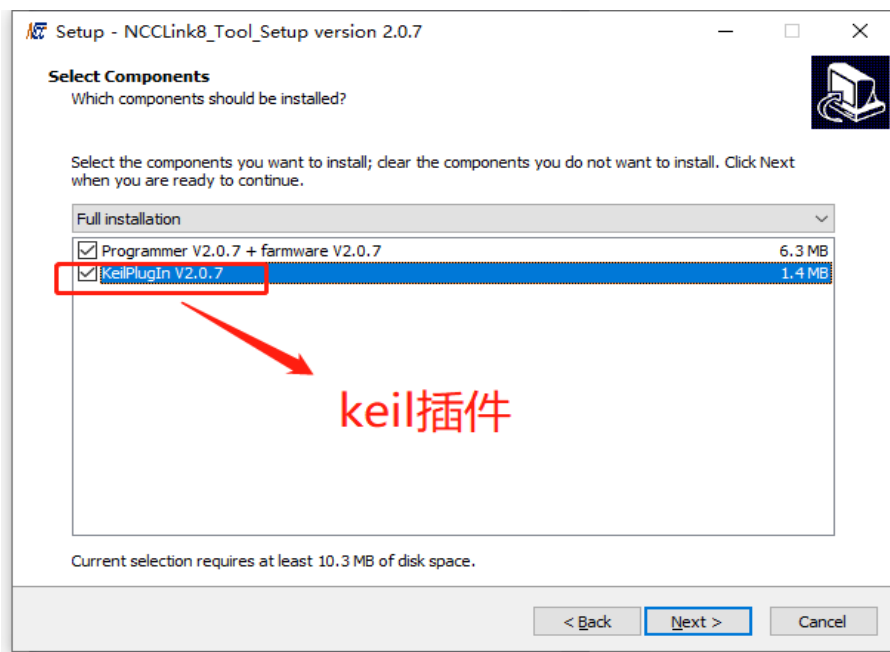 Setup - NCCLink8_Tool_Setup version 2.0.7
Select Components
Which components should be installed?
Select the components you want to install; clear the components you do not want to install. Click Next
when you are ready to continue.
Full installation
Programmer V2.0.7 + farmware V2.0.7 6.3 MB
KeilPlugIn V2.0.7 1.4 MB
keil插件
Current selection requires at least 10.3 MB of disk space.
< Back Next > Cancel